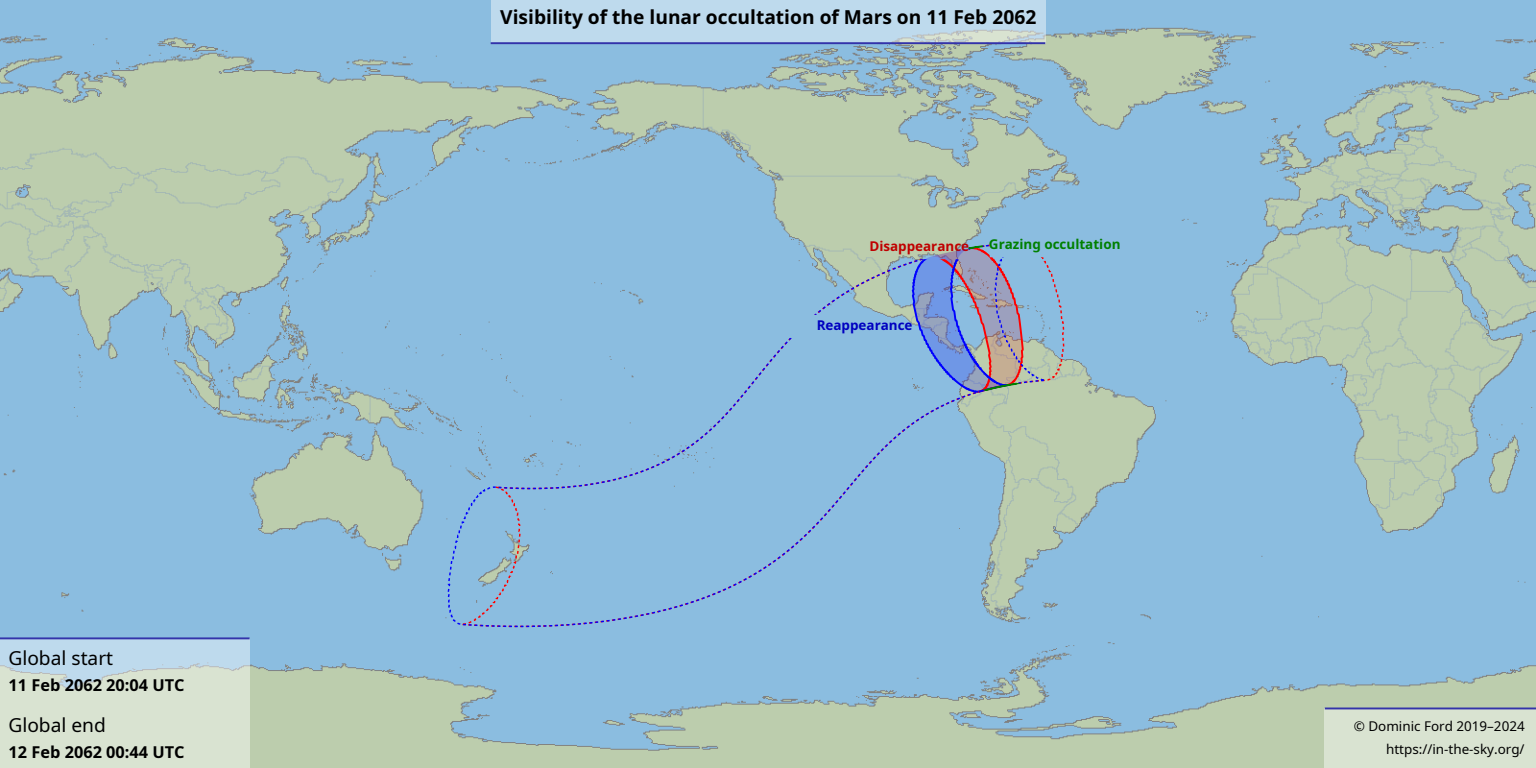 Visibility of the lunar occultation of Mars on 11 Feb 2062
Disappearance
Grazing occultation
Reappearance
Global start
11 Feb 2062 20:04 UTC
Global end
12 Feb 2062 00:44 UTC
© Dominic Ford 2019–2024
https://in-the-sky.org/